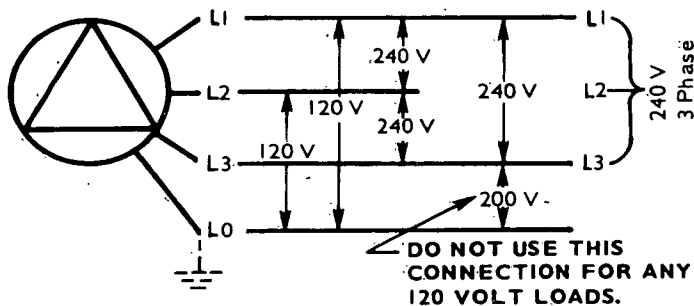 L1
L1
240 V
L2
120 V
240 V
L2
240 V
120 V
240 V
3 Phase
L3
L3
200 V
L0
DO NOT USE THIS
CONNECTION FOR ANY
120 VOLT LOADS.